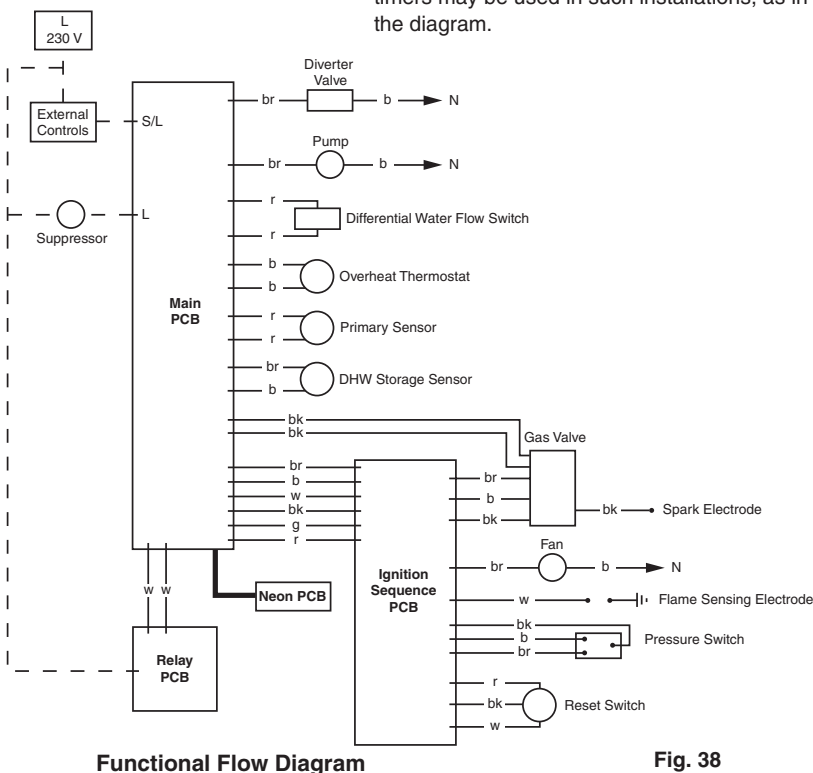 timers may be used in such installations, as in
the diagram.
L
230 V
Diverter
Valve
br
b
N
External
Controls
S/L
Pump
br
b
N
r
r
Differential Water Flow Switch
L
Suppressor
b
b
Overheat Thermostat
Main
PCB
r
r
Primary Sensor
br
b
DHW Storage Sensor
bk
bk
Gas Valve
br
b
w
bk
g
r
br
b
bk
bk
Spark Electrode
Fan
br
b
N
w
w
Neon PCB
Ignition
Sequence
PCB
w
Flame Sensing Electrode
bk
b
br
Pressure Switch
Relay
PCB
r
bk
w
Reset Switch
Functional Flow Diagram
Fig. 38